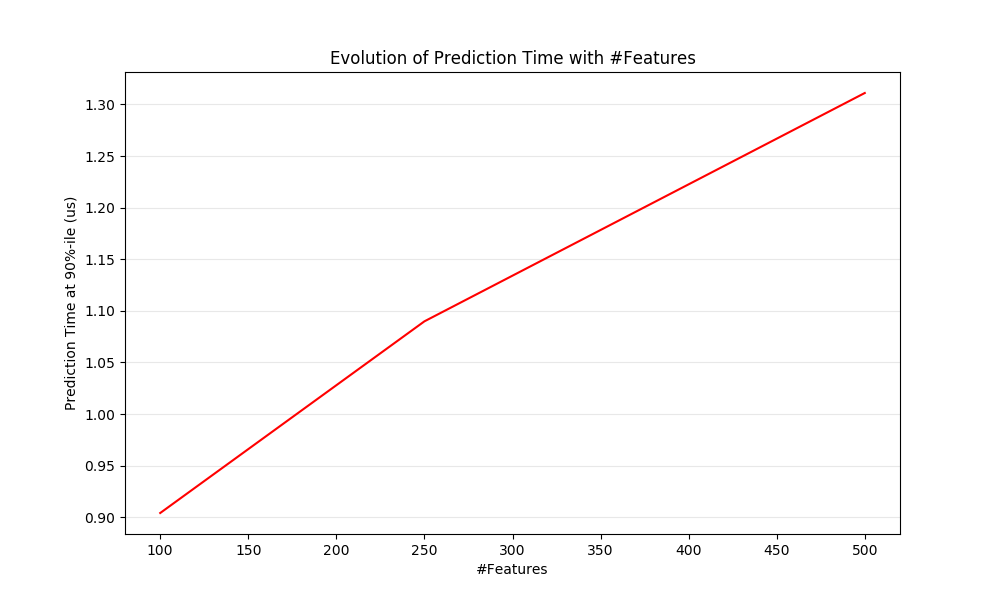 Evolution of Prediction Time with #Features
Prediction Time at 90%-ile (us)
1.30
1.25
1.20
1.15
1.10
1.05
1.00
0.95
0.90
100 150 200 250 300 350 400 450 500
#Features